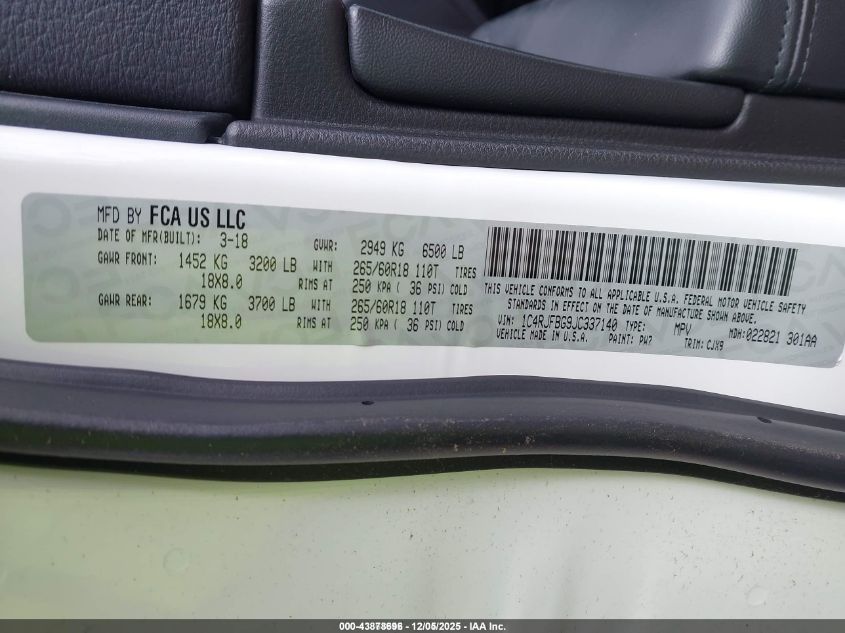 MFD BY FCA US LLC
DATE OF MFR(BUILT): 3-18 GVWR: 2949 KG 6500 LB
GAWR FRONT: 1452 KG 3200 LB WITH 265/60R18 110T TIRES
18X8.0 RIMS AT 250 KPA ( 36 PSI) COLD
GAWR REAR: 1679 KG 3700 LB WITH 265/60R18 110T TIRES
18X8.0 RIMS AT 250 KPA ( 36 PSI) COLD
THIS VEHICLE CONFORMS TO ALL APPLICABLE U.S.A. FEDERAL MOTOR VEHICLE SAFETY
STANDARDS IN EFFECT ON THE DATE OF MANUFACTURE SHOWN ABOVE.
VIN: 1C4RJFBG9JC337140 TYPE: MPV MDH:022821 301AA
VEHICLE MADE IN U.S.A. PAINT: PW7 TRIM: CJX9
000-43878696 | 12/05/2025 - IAA Inc.